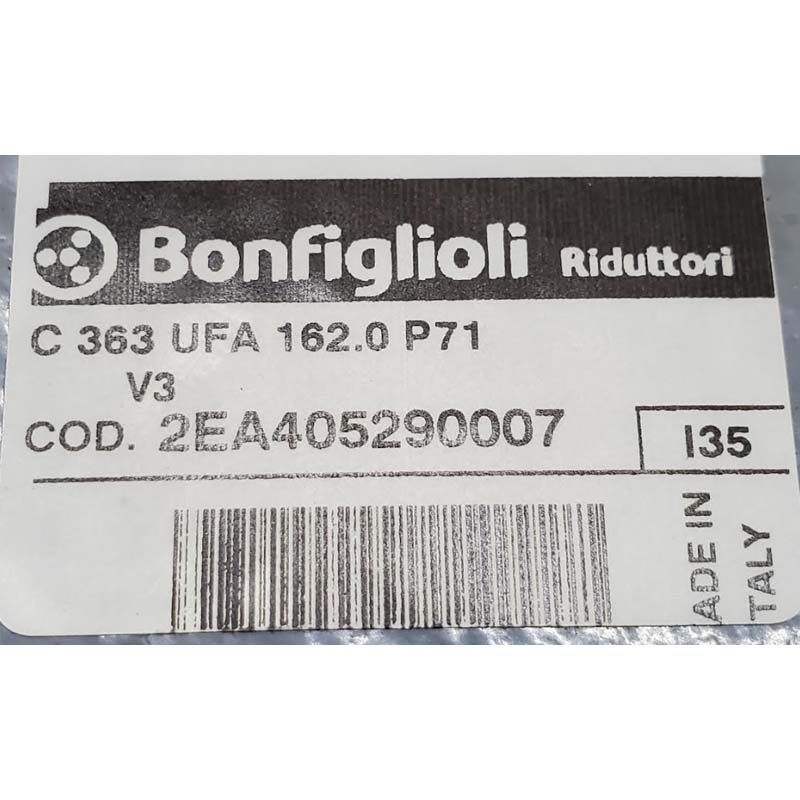 Bonfiglioli Riduttori
C 363 UFA 162.0 P71
V3
COD. 2EA405290007
I35
ADE IN
TALY